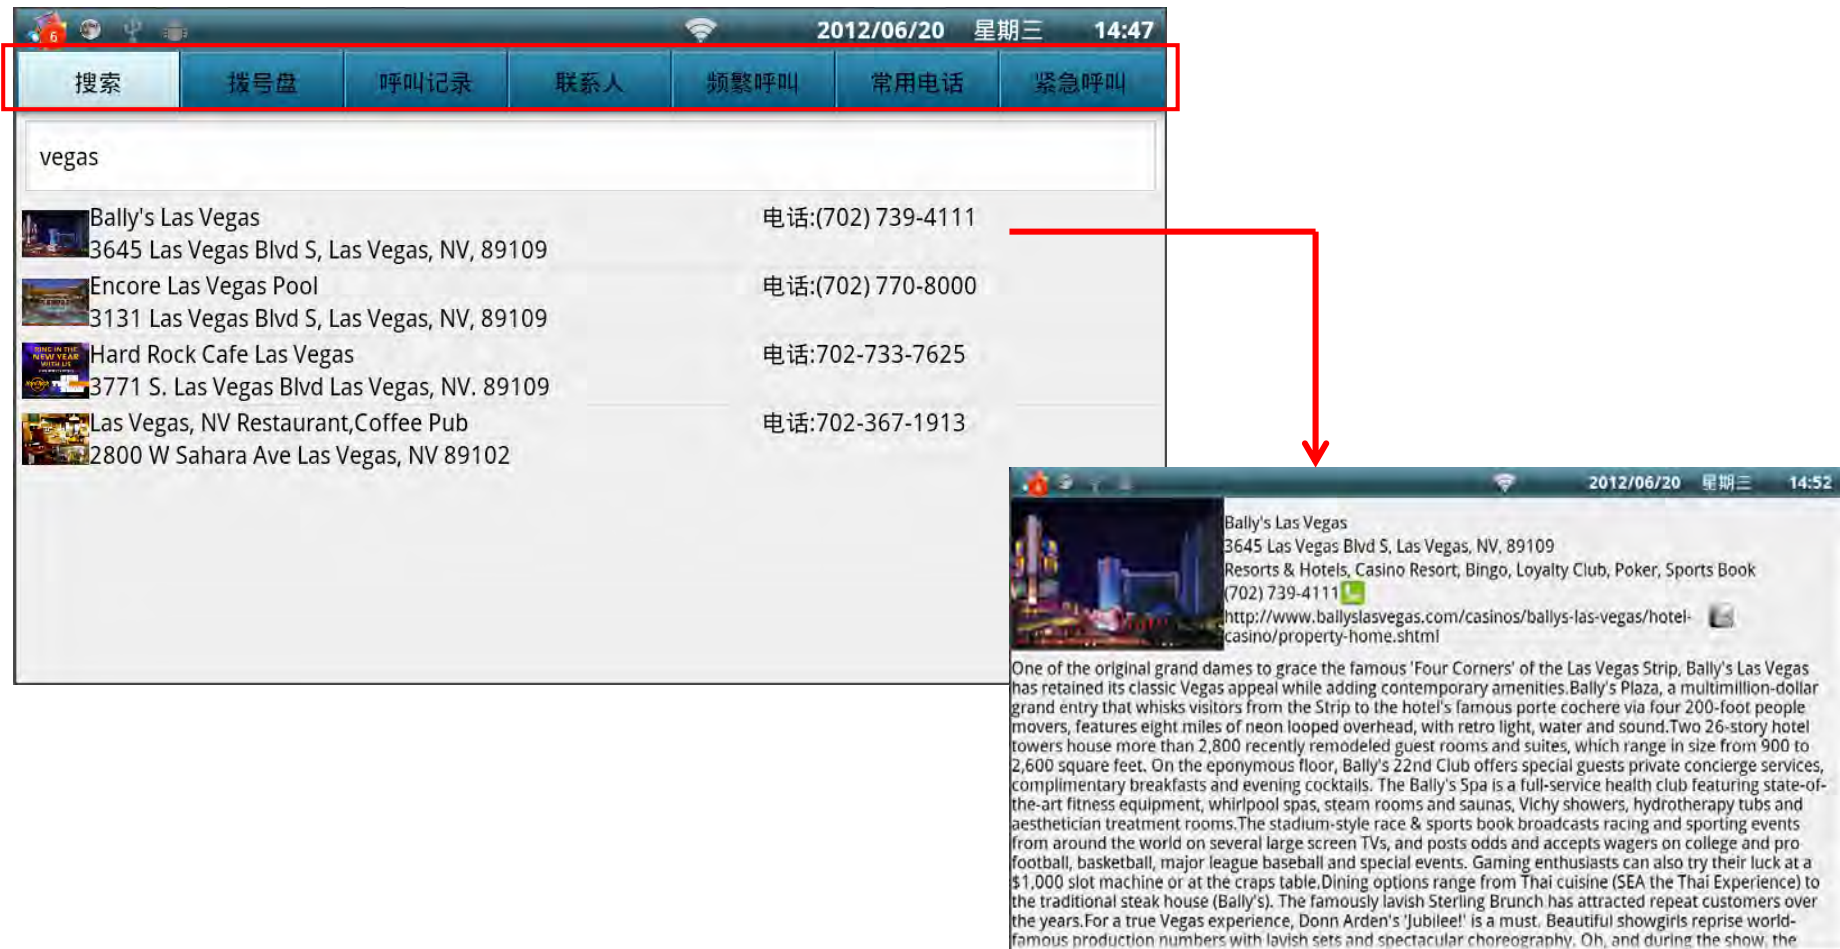 6
2012/06/20 星期三 14:47
搜索 拨号盘 呼叫记录 联系人 频繁呼叫 常用电话 紧急呼叫
vegas
Bally's Las Vegas 电话:(702) 739-4111
3645 Las Vegas Blvd S, Las Vegas, NV, 89109
Encore Las Vegas Pool 电话:(702) 770-8000
3131 Las Vegas Blvd S, Las Vegas, NV, 89109
RING IN THE
NEW YEAR
WITH US
Hard Rock Cafe Las Vegas 电话:702-733-7625
3771 S. Las Vegas Blvd Las Vegas, NV. 89109
Las Vegas, NV Restaurant,Coffee Pub 电话:702-367-1913
2800 W Sahara Ave Las Vegas, NV 89102
2012/06/20 星期三 14:52
Bally's Las Vegas
3645 Las Vegas Blvd S, Las Vegas, NV, 89109
Resorts & Hotels, Casino Resort, Bingo, Loyalty Club, Poker, Sports Book
(702) 739-4111
http://www.ballyslasvegas.com/casinos/ballys-las-vegas/hotel-
casino/property-home.shtml
One of the original grand dames to grace the famous 'Four Corners' of the Las Vegas Strip, Bally's Las Vegas
has retained its classic Vegas appeal while adding contemporary amenities.Bally's Plaza, a multimillion-dollar
grand entry that whisks visitors from the Strip to the hotel's famous porte cochere via four 200-foot people
movers, features eight miles of neon looped overhead, with retro light, water and sound.Two 26-story hotel
towers house more than 2,800 recently remodeled guest rooms and suites, which range in size from 900 to
2,600 square feet. On the eponymous floor, Bally's 22nd Club offers special guests private concierge services,
complimentary breakfasts and evening cocktails. The Bally's Spa is a full-service health club featuring state-of-
the-art fitness equipment, whirlpool spas, steam rooms and saunas, Vichy showers, hydrotherapy tubs and
aesthetician treatment rooms.The stadium-style race & sports book broadcasts racing and sporting events
from around the world on several large screen TVs, and posts odds and accepts wagers on college and pro
football, basketball, major league baseball and special events. Gaming enthusiasts can also try their luck at a
$1,000 slot machine or at the craps table.Dining options range from Thai cuisine (SEA the Thai Experience) to
the traditional steak house (Bally's). The famously lavish Sterling Brunch has attracted repeat customers over
the years.For a true Vegas experience, Donn Arden's 'Jubilee!' is a must. Beautiful showgirls reprise world-
famous production numbers with lavish sets and spectacular choreography. Oh, and during the show, the